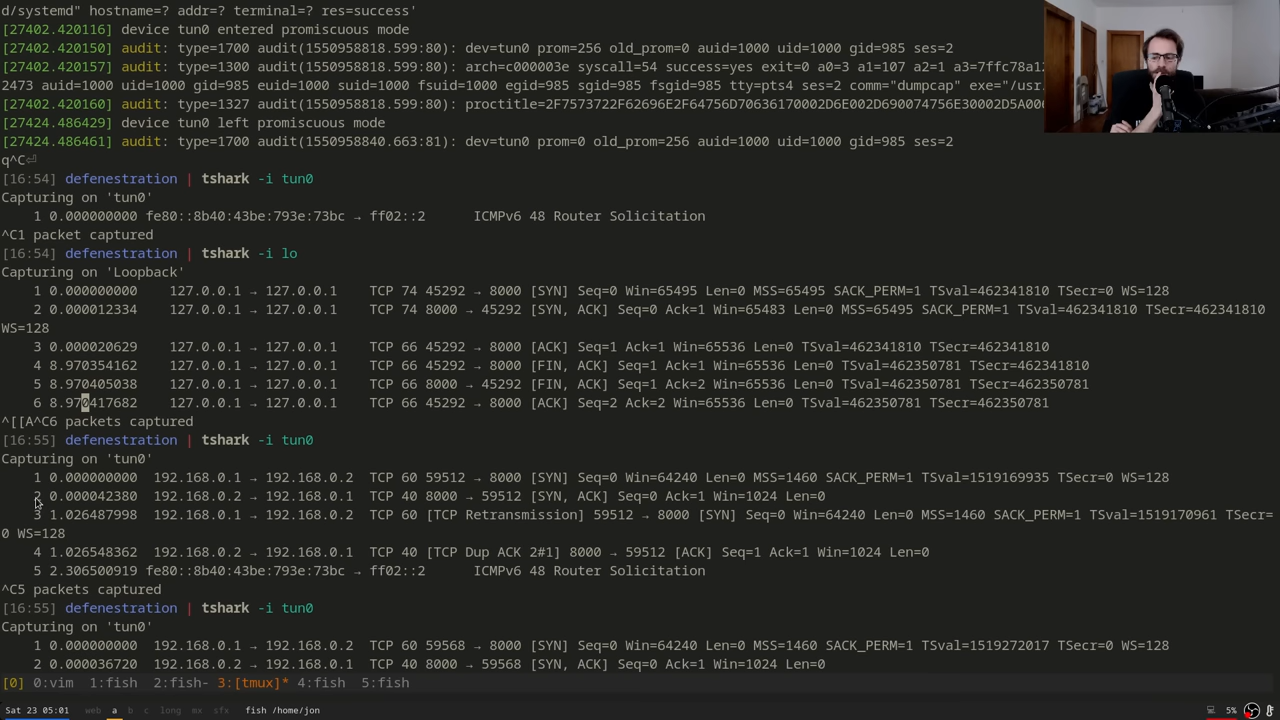 d/systemd" hostname=? addr=? terminal=? res=success'
[27402.420116] device tun0 entered promiscuous mode
[27402.420150] audit: type=1700 audit(1550958818.599:80): dev=tun0 prom=256 old_prom=0 auid=1000 uid=1000 gid=985 ses=2
[27402.420157] audit: type=1300 audit(1550958818.599:80): arch=c000003e syscall=54 success=yes exit=0 a0=3 a1=107 a2=1 a3=7ffc78a12
2473 auid=1000 uid=1000 gid=985 euid=1000 suid=1000 fsuid=1000 egid=985 sgid=985 fsgid=985 tty=pts4 ses=2 comm="dumpcap" exe="/usr.
[27402.420160] audit: type=1327 audit(1550958818.599:80): proctitle=2F7573722F62696E2F64756D70636170002D6E002D690074756E30002D5A000
[27424.486429] device tun0 left promiscuous mode
[27424.486461] audit: type=1700 audit(1550958840.663:81): dev=tun0 prom=0 old_prom=256 auid=1000 uid=1000 gid=985 ses=2
q^C⏎
[16:54] defenestration | tshark -i tun0
Capturing on 'tun0'
1 0.000000000 fe80::8b40:43be:793e:73bc → ff02::2 ICMPv6 48 Router Solicitation
^C1 packet captured
[16:54] defenestration | tshark -i lo
Capturing on 'Loopback'
1 0.000000000 127.0.0.1 → 127.0.0.1 TCP 74 45292 → 8000 [SYN] Seq=0 Win=65495 Len=0 MSS=65495 SACK_PERM=1 TSval=462341810 TSecr=0 WS=128
2 0.000012334 127.0.0.1 → 127.0.0.1 TCP 74 8000 → 45292 [SYN, ACK] Seq=0 Ack=1 Win=65483 Len=0 MSS=65495 SACK_PERM=1 TSval=462341810 TSecr=462341810
WS=128
3 0.000020629 127.0.0.1 → 127.0.0.1 TCP 66 45292 → 8000 [ACK] Seq=1 Ack=1 Win=65536 Len=0 TSval=462341810 TSecr=462341810
4 8.970354162 127.0.0.1 → 127.0.0.1 TCP 66 45292 → 8000 [FIN, ACK] Seq=1 Ack=1 Win=65536 Len=0 TSval=462350781 TSecr=462341810
5 8.970405038 127.0.0.1 → 127.0.0.1 TCP 66 8000 → 45292 [FIN, ACK] Seq=1 Ack=2 Win=65536 Len=0 TSval=462350781 TSecr=462350781
6 8.970417682 127.0.0.1 → 127.0.0.1 TCP 66 45292 → 8000 [ACK] Seq=2 Ack=2 Win=65536 Len=0 TSval=462350781 TSecr=462350781
^[[A^C6 packets captured
[16:55] defenestration | tshark -i tun0
Capturing on 'tun0'
1 0.000000000 192.168.0.1 → 192.168.0.2 TCP 60 59512 → 8000 [SYN] Seq=0 Win=64240 Len=0 MSS=1460 SACK_PERM=1 TSval=1519169935 TSecr=0 WS=128
2 0.000042380 192.168.0.2 → 192.168.0.1 TCP 40 8000 → 59512 [SYN, ACK] Seq=0 Ack=1 Win=1024 Len=0
3 1.026487998 192.168.0.1 → 192.168.0.2 TCP 60 [TCP Retransmission] 59512 → 8000 [SYN] Seq=0 Win=64240 Len=0 MSS=1460 SACK_PERM=1 TSval=1519170961 TSecr=
0 WS=128
4 1.026548362 192.168.0.2 → 192.168.0.1 TCP 40 [TCP Dup ACK 2#1] 8000 → 59512 [ACK] Seq=1 Ack=1 Win=1024 Len=0
5 2.306500919 fe80::8b40:43be:793e:73bc → ff02::2 ICMPv6 48 Router Solicitation
^C5 packets captured
[16:55] defenestration | tshark -i tun0
Capturing on 'tun0'
1 0.000000000 192.168.0.1 → 192.168.0.2 TCP 60 59568 → 8000 [SYN] Seq=0 Win=64240 Len=0 MSS=1460 SACK_PERM=1 TSval=1519272017 TSecr=0 WS=128
2 0.000036720 192.168.0.2 → 192.168.0.1 TCP 40 8000 → 59568 [SYN, ACK] Seq=0 Ack=1 Win=1024 Len=0
[0] 0:vim 1:fish 2:fish- 3:[tmux]* 4:fish 5:fish
Sat 23 05:01 web a b c long mx sfx fish /home/jon 5%